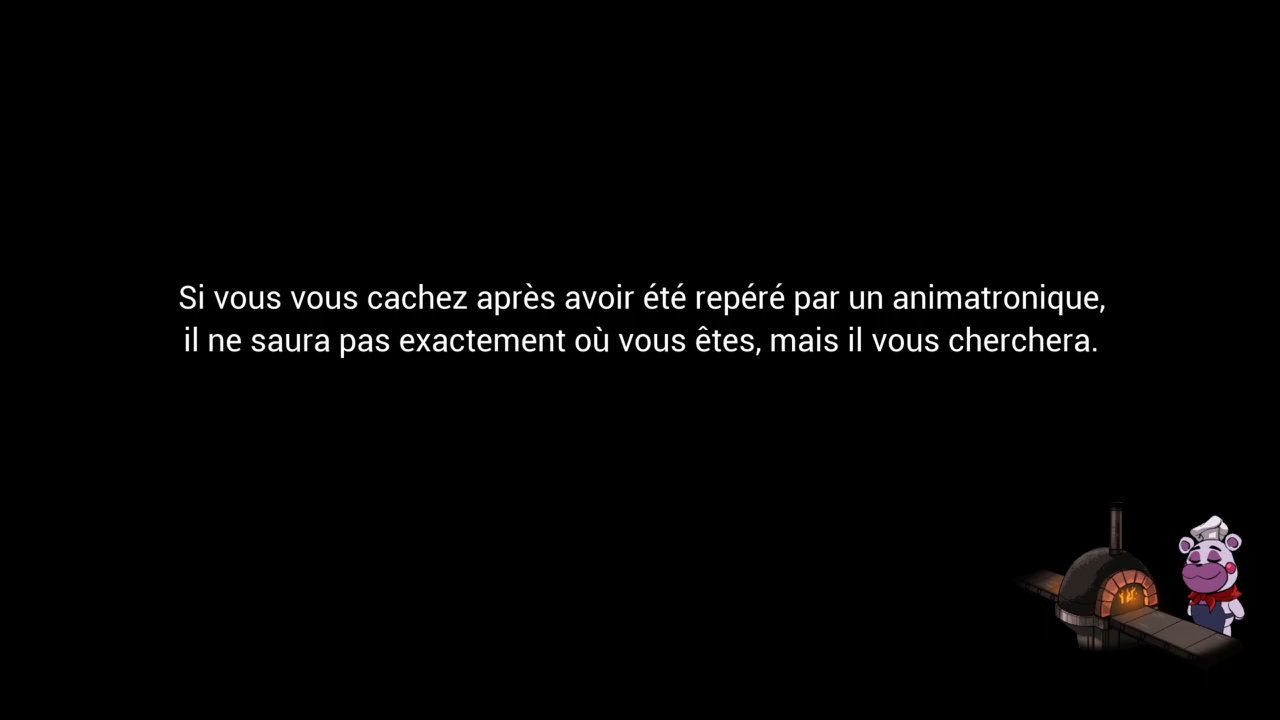 Si vous vous cachez après avoir été repéré par un animatronique,
il ne saura pas exactement où vous êtes, mais il vous cherchera.